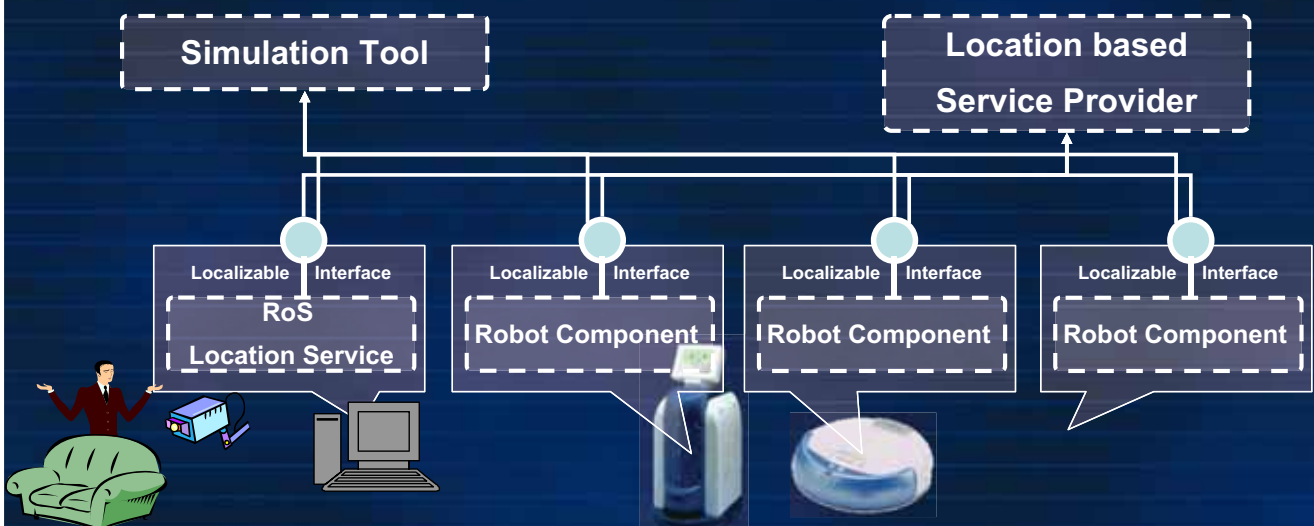 Simulation Tool
Location based
Service Provider
Localizable Interface
RoS
Location Service
Localizable Interface
Robot Component
Localizable Interface
Robot Component
Localizable Interface
Robot Component